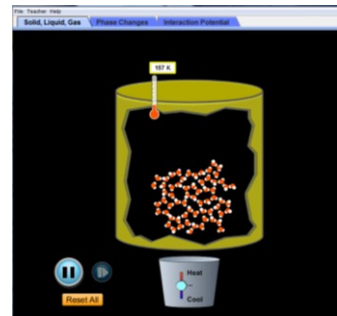 File Teacher Help
Solid, Liquid, Gas Phase Changes Interaction Potential
157 K
Heat
Cool
Reset All